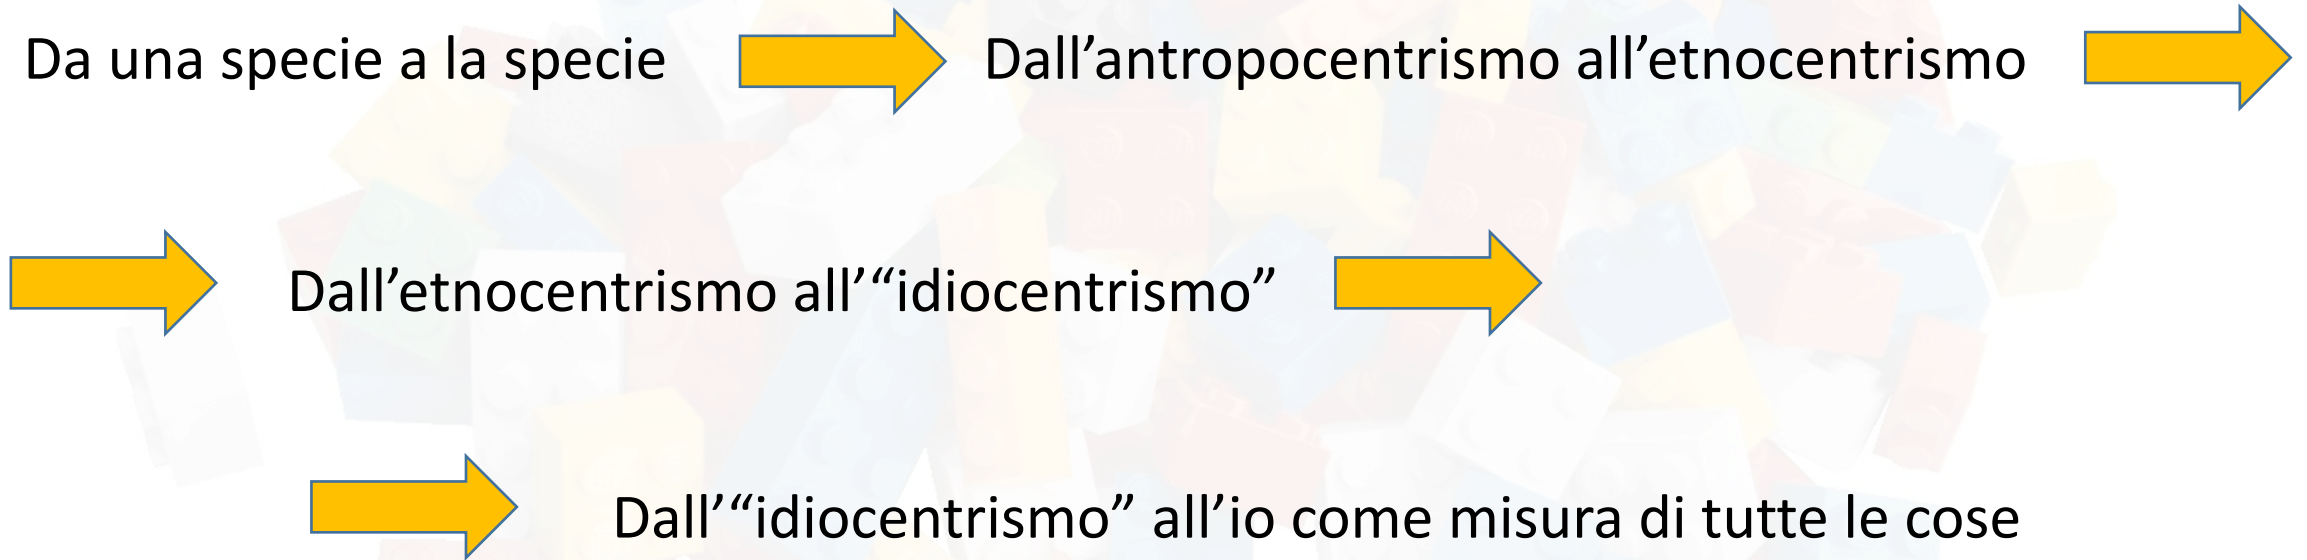 Da una specie a la specie Dall’antropocentrismo all’etnocentrismo
Dall’etnocentrismo all’“idiocentrismo”
Dall’“idiocentrismo” all’io come misura di tutte le cose